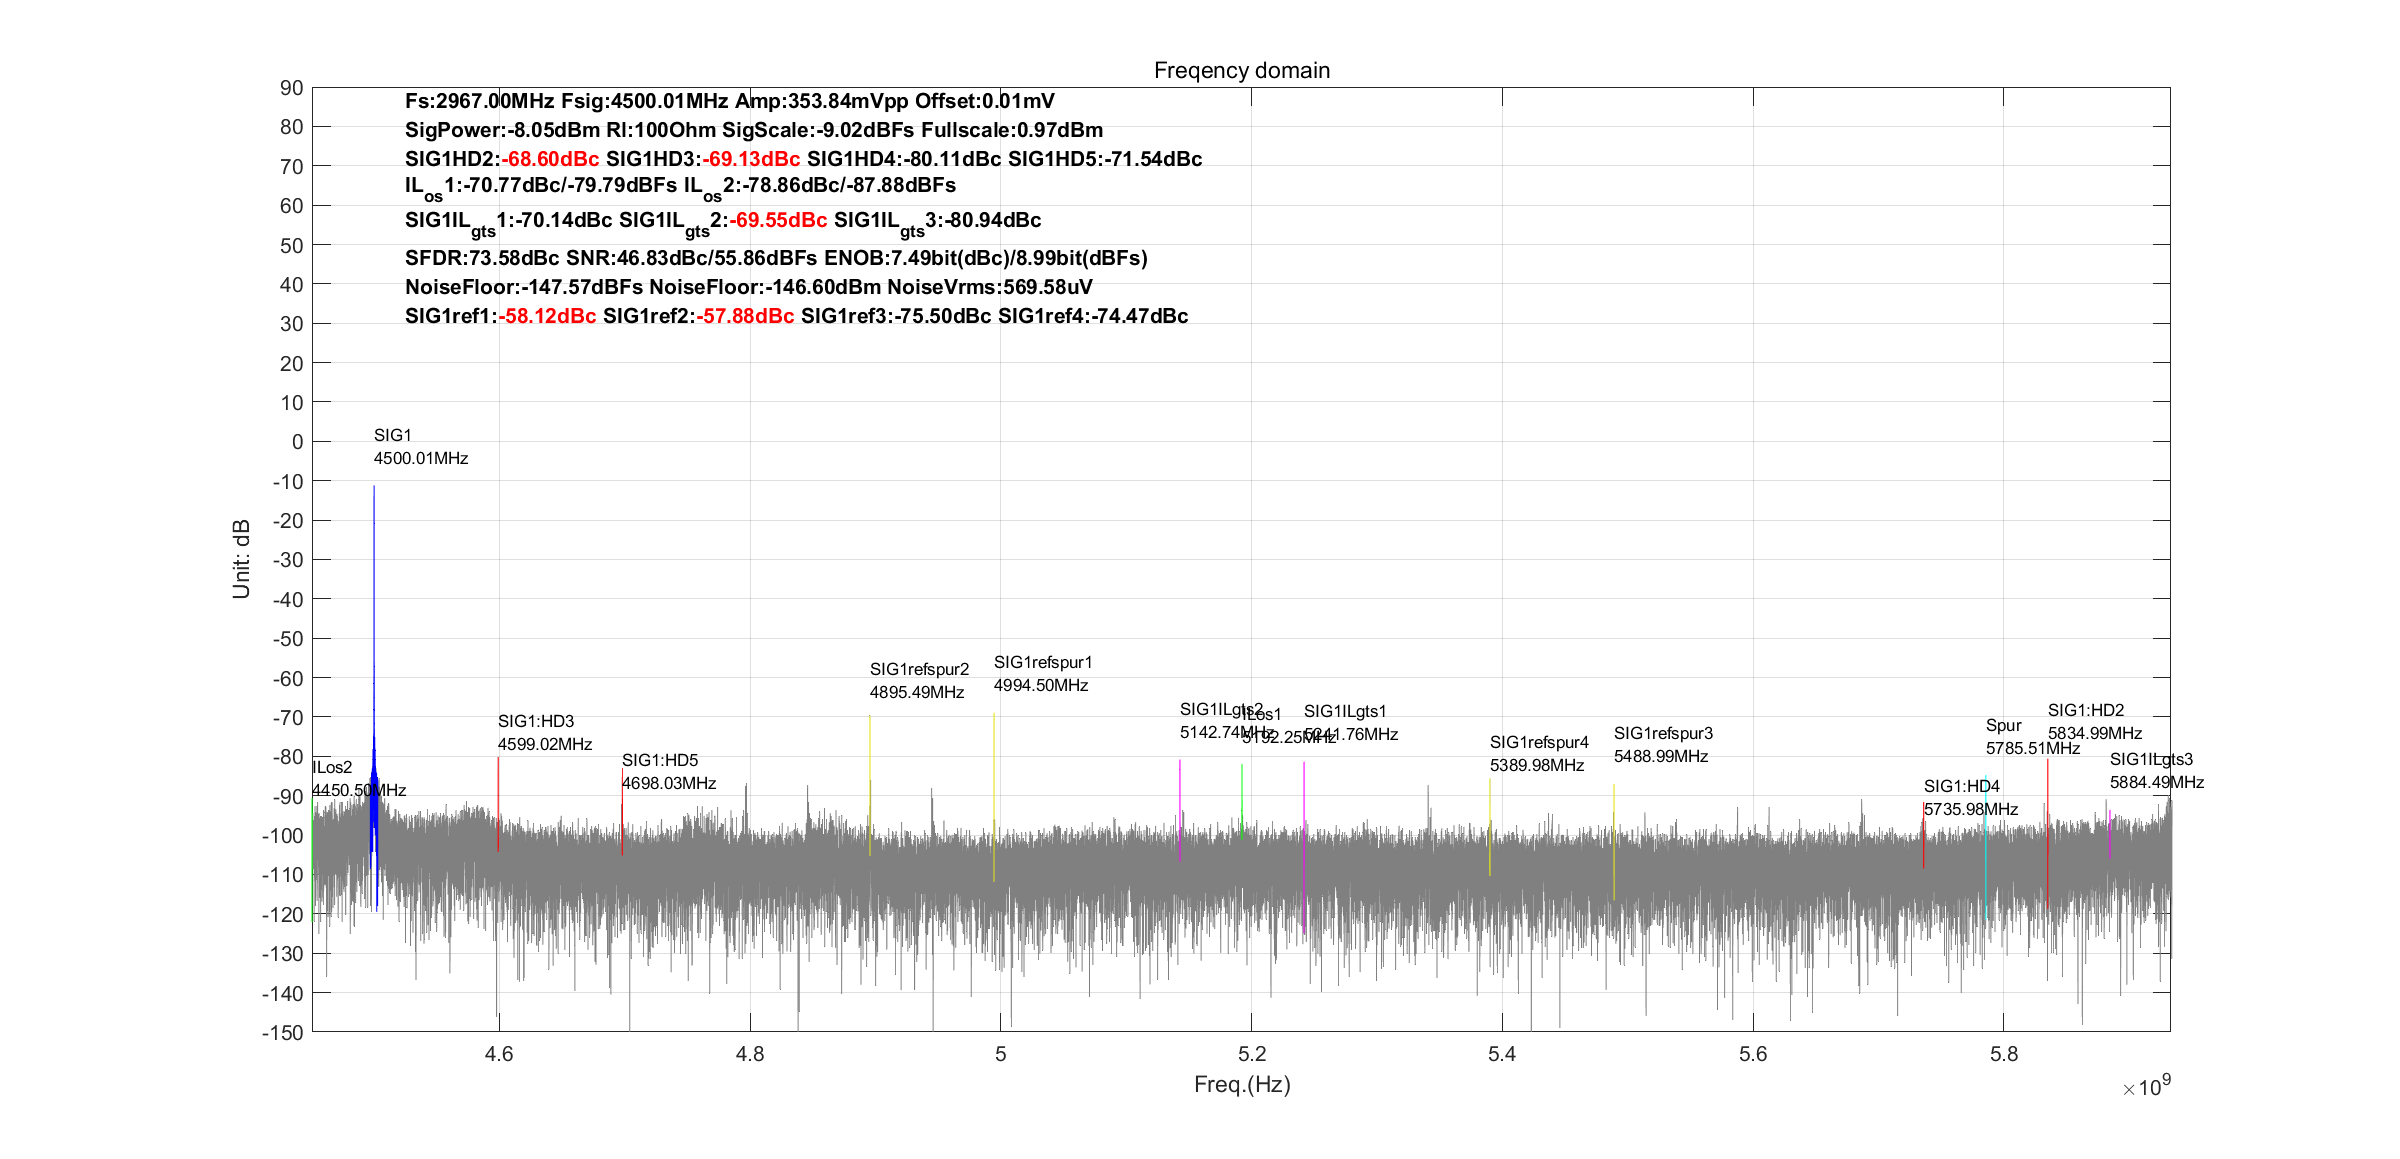 Freqency domain
Fs:2967.00MHz Fsig:4500.01MHz Amp:353.84mVpp Offset:0.01mV
SigPower:-8.05dBm Rl:100Ohm SigScale:-9.02dBFs Fullscale:0.97dBm
SIG1HD2:-68.60dBc SIG1HD3:-69.13dBc SIG1HD4:-80.11dBc SIG1HD5:-71.54dBc
ILos1:-70.77dBc/-79.79dBFs ILos2:-78.86dBc/-87.88dBFs
SIG1ILgts1:-70.14dBc SIG1ILgts2:-69.55dBc SIG1ILgts3:-80.94dBc
SFDR:73.58dBc SNR:46.83dBc/55.86dBFs ENOB:7.49bit(dBc)/8.99bit(dBFs)
NoiseFloor:-147.57dBFs NoiseFloor:-146.60dBm NoiseVrms:569.58uV
SIG1ref1:-58.12dBc SIG1ref2:-57.88dBc SIG1ref3:-75.50dBc SIG1ref4:-74.47dBc
90
80
70
60
50
40
30
20
10
0
-10
-20
-30
-40
-50
-60
-70
-80
-90
-100
-110
-120
-130
-140
-150
Unit: dB
ILos2
4450.50MHz
SIG1
4500.01MHz
SIG1:HD3
4599.02MHz
SIG1:HD5
4698.03MHz
SIG1refspur2
4895.49MHz
SIG1refspur1
4994.50MHz
SIG1ILgts2
5142.74MHz
ILos1
5192.25MHz
SIG1ILgts1
5241.76MHz
SIG1refspur4
5389.98MHz
SIG1refspur3
5488.99MHz
SIG1:HD4
5735.98MHz
Spur
5785.51MHz
SIG1:HD2
5834.99MHz
SIG1ILgts3
5884.49MHz
4.6 4.8 5 5.2 5.4 5.6 5.8
Freq.(Hz)
×10^9